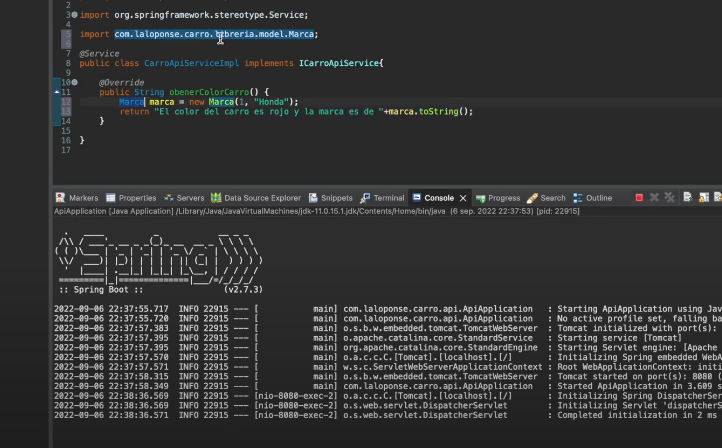 2
3 import org.springframework.stereotype.Service;
4
5 import com.laloponse.carro.libreria.model.Marca;
6
7 @Service
8 public class CarroApiServiceImpl implements ICarroApiService{
9
10 @Override
11 public String obenerColorCarro() {
12 Marca marca = new Marca(1, "Honda");
13 return "El color del carro es rojo y la marca es de "+marca.toString();
14 }
15
16 }
17
Markers Properties Servers Data Source Explorer Snippets Terminal Console Progress Search Outline
ApiApplication [Java Application] /Library/Java/JavaVirtualMachines/jdk-11.0.15.1.jdk/Contents/Home/bin/java (6 sep. 2022 22:37:53) [pid: 22915]
:: Spring Boot :: (v2.7.3)
2022-09-06 22:37:55.717 INFO 22915 --- [ main] com.laloponse.carro.api.ApiApplication : Starting ApiApplication using Jav
2022-09-06 22:37:55.720 INFO 22915 --- [ main] com.laloponse.carro.api.ApiApplication : No active profile set, falling ba
2022-09-06 22:37:57.383 INFO 22915 --- [ main] o.s.b.w.embedded.tomcat.TomcatWebServer : Tomcat initialized with port(s):
2022-09-06 22:37:57.395 INFO 22915 --- [ main] o.apache.catalina.core.StandardService : Starting service [Tomcat]
2022-09-06 22:37:57.395 INFO 22915 --- [ main] org.apache.catalina.core.StandardEngine : Starting Servlet engine: [Apache
2022-09-06 22:37:57.570 INFO 22915 --- [ main] o.a.c.c.C.[Tomcat].[localhost].[/] : Initializing Spring embedded WebA
2022-09-06 22:37:57.571 INFO 22915 --- [ main] w.s.c.ServletWebServerApplicationContext : Root WebApplicationContext: initi
2022-09-06 22:37:58.315 INFO 22915 --- [ main] o.s.b.w.embedded.tomcat.TomcatWebServer : Tomcat started on port(s): 8080 (
2022-09-06 22:37:58.349 INFO 22915 --- [ main] com.laloponse.carro.api.ApiApplication : Started ApiApplication in 3.609 s
2022-09-06 22:38:36.569 INFO 22915 --- [nio-8080-exec-2] o.a.c.c.C.[Tomcat].[localhost].[/] : Initializing Spring DispatcherSer
2022-09-06 22:38:36.569 INFO 22915 --- [nio-8080-exec-2] o.s.web.servlet.DispatcherServlet : Initializing Servlet 'dispatcherS
2022-09-06 22:38:36.571 INFO 22915 --- [nio-8080-exec-2] o.s.web.servlet.DispatcherServlet : Completed initialization in 2 ms